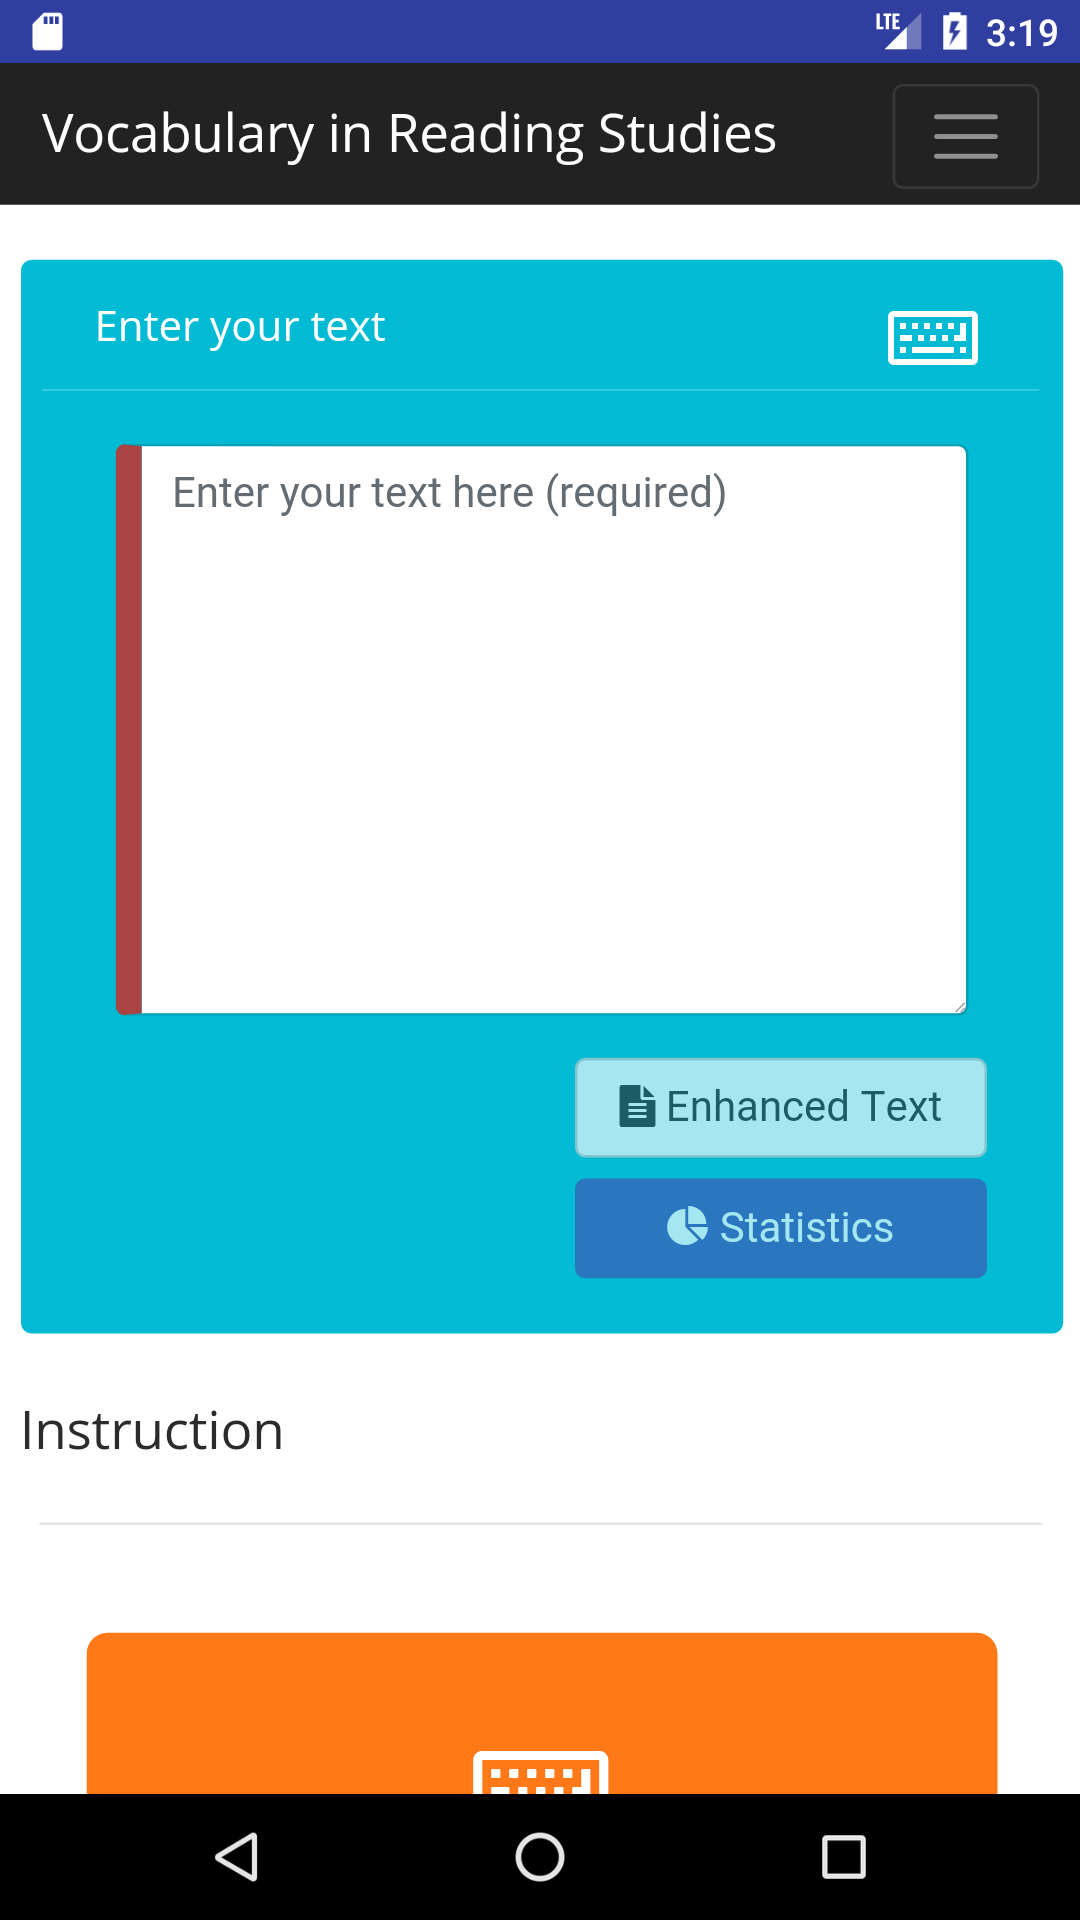 LTE 3:19
Vocabulary in Reading Studies
Enter your text
Enter your text here (required)
Enhanced Text
Statistics
Instruction